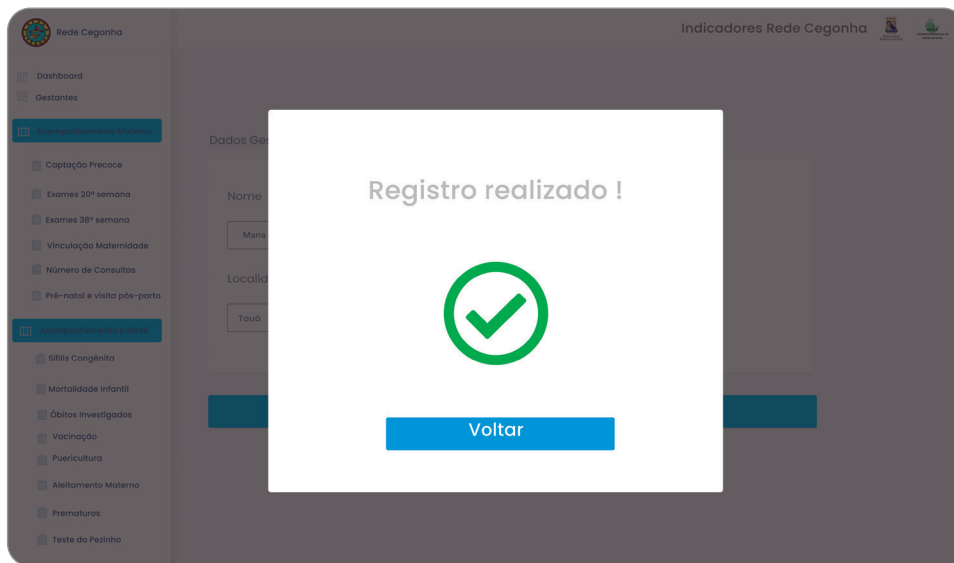 Rede Cegonha
Indicadores Rede Cegonha
Dashboard
Gestantes
Acompanhamento Materno
Captação Precoce
Exames 20ª semana
Exames 38ª semana
Vinculação Maternidade
Número de Consultas
Pré-natal e visita pós-parto
Acompanhamento Infantil
Sífilis Congênita
Mortalidade Infantil
Óbitos Investigados
Vacinação
Puericultura
Aleitamento Materno
Prematuros
Teste do Pezinho
Dados Ges
Nome
Maria
Localid
Tauá
Registro realizado !
Voltar